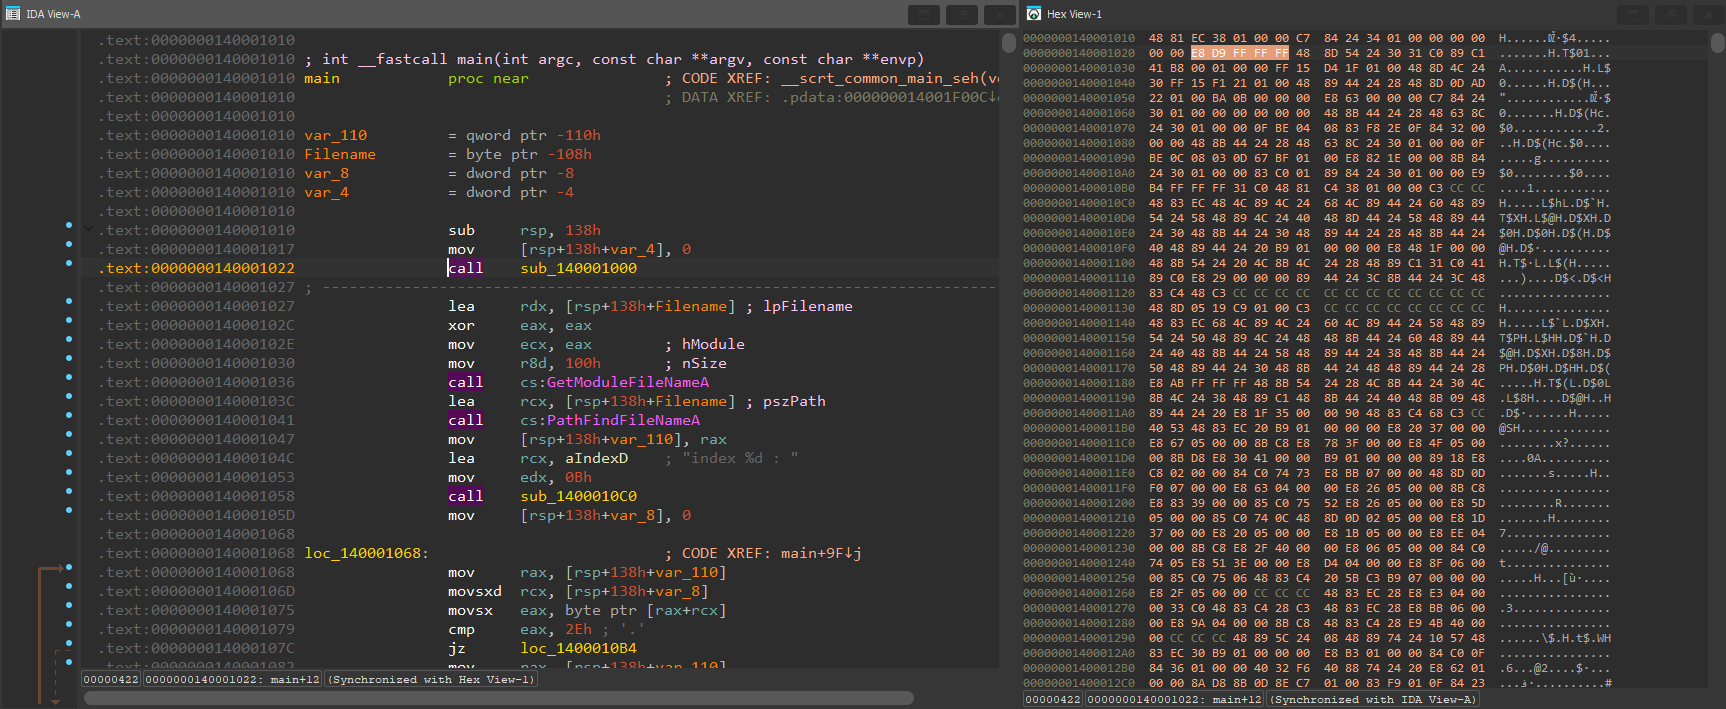 IDA View-A
.text:0000000140001010
.text:0000000140001010 ; int __fastcall main(int argc, const char **argv, const char **envp)
.text:0000000140001010 main proc near ; CODE XREF: __scrt_common_main_seh(v
.text:0000000140001010 ; DATA XREF: .pdata:000000014001F00C↓
.text:0000000140001010
.text:0000000140001010 var_110 = qword ptr -110h
.text:0000000140001010 Filename = byte ptr -108h
.text:0000000140001010 var_8 = dword ptr -8
.text:0000000140001010 var_4 = dword ptr -4
.text:0000000140001010
.text:0000000140001010 sub rsp, 138h
.text:0000000140001017 mov [rsp+138h+var_4], 0
.text:0000000140001022 call sub_140001000
.text:0000000140001027 ; ---------------------------------------------------------------------------
.text:0000000140001027 lea rdx, [rsp+138h+Filename] ; lpFilename
.text:000000014000102C xor eax, eax
.text:000000014000102E mov ecx, eax ; hModule
.text:0000000140001030 mov r8d, 100h ; nSize
.text:0000000140001036 call cs:GetModuleFileNameA
.text:000000014000103C lea rcx, [rsp+138h+Filename] ; pszPath
.text:0000000140001041 call cs:PathFindFileNameA
.text:0000000140001047 mov [rsp+138h+var_110], rax
.text:000000014000104C lea rcx, aIndexD ; "index %d : "
.text:0000000140001053 mov edx, 0Bh
.text:0000000140001058 call sub_1400010C0
.text:000000014000105D mov [rsp+138h+var_8], 0
.text:0000000140001068
.text:0000000140001068 loc_140001068: ; CODE XREF: main+9F↓j
.text:0000000140001068 mov rax, [rsp+138h+var_110]
.text:000000014000106D movsxd rcx, [rsp+138h+var_8]
.text:0000000140001075 movsx eax, byte ptr [rax+rcx]
.text:0000000140001079 cmp eax, 2Eh ; '.'
.text:000000014000107C jz loc_1400010B4
.text:0000000140001082 mov rax, [rsp+138h+var_110]
00000422 0000000140001022: main+12 (Synchronized with Hex View-1)
Hex View-1
0000000140001010 48 81 EC 38 01 00 00 C7 84 24 34 01 00 00 00 00
0000000140001020 00 00 E8 D9 FF FF FF 48 8D 54 24 30 31 C0 89 C1
0000000140001030 41 B8 00 01 00 00 FF 15 D4 1F 01 00 48 8D 4C 24
0000000140001040 30 FF 15 F1 21 01 00 48 89 44 24 28 48 8D 0D AD
0000000140001050 22 01 00 BA 0B 00 00 00 E8 63 00 00 00 C7 84 24
0000000140001060 30 01 00 00 00 00 00 00 48 8B 44 24 28 48 63 8C
0000000140001070 24 30 01 00 00 0F BE 04 08 83 F8 2E 0F 84 32 00
0000000140001080 00 00 48 8B 44 24 28 48 63 8C 24 30 01 00 00 0F
0000000140001090 BE 0C 08 03 0D 67 BF 01 00 E8 82 1E 00 00 8B 84
00000001400010A0 24 30 01 00 00 83 C0 01 89 84 24 30 01 00 00 E9
00000001400010B0 B4 FF FF FF 31 C0 48 81 C4 38 01 00 00 C3 CC CC
00000001400010C0 48 83 EC 48 4C 89 4C 24 68 4C 89 44 24 60 48 89
00000001400010D0 54 24 58 48 89 4C 24 40 48 8D 44 24 58 48 89 44
00000001400010E0 24 30 48 8B 44 24 30 48 89 44 24 28 48 8B 44 24
00000001400010F0 40 48 89 44 24 20 B9 01 00 00 00 E8 48 1F 00 00
0000000140001100 48 8B 54 24 20 4C 8B 4C 24 28 48 89 C1 31 C0 41
0000000140001110 89 C0 E8 29 00 00 00 89 44 24 3C 8B 44 24 3C 48
0000000140001120 83 C4 48 C3 CC CC CC CC CC CC CC CC CC CC CC CC
0000000140001130 48 8D 05 19 C9 01 00 C3 CC CC CC CC CC CC CC CC
0000000140001140 48 83 EC 68 4C 89 4C 24 60 4C 89 44 24 58 48 89
0000000140001150 54 24 50 48 89 4C 24 48 48 8B 44 24 60 48 89 44
0000000140001160 24 40 48 8B 44 24 58 48 89 44 24 38 48 8B 44 24
0000000140001170 50 48 89 44 24 30 48 8B 44 24 48 48 89 44 24 28
0000000140001180 E8 AB FF FF FF 48 8B 54 24 28 4C 8B 44 24 30 4C
0000000140001190 8B 4C 24 38 48 89 C1 48 8B 44 24 40 48 8B 09 48
00000001400011A0 89 44 24 20 E8 1F 35 00 00 90 48 83 C4 68 C3 CC
00000001400011B0 40 53 48 83 EC 20 B9 01 00 00 00 E8 20 37 00 00
00000001400011C0 E8 67 05 00 00 8B C8 E8 78 3F 00 00 E8 4F 05 00
00000001400011D0 00 8B D8 E8 30 41 00 00 B9 01 00 00 00 89 18 E8
00000001400011E0 C8 02 00 00 84 C0 74 73 E8 BB 07 00 00 48 8D 0D
00000001400011F0 F0 07 00 00 E8 63 04 00 00 E8 26 05 00 00 8B C8
0000000140001200 E8 83 39 00 00 85 C0 75 52 E8 26 05 00 00 E8 5D
0000000140001210 05 00 00 85 C0 74 0C 48 8D 0D 02 05 00 00 E8 1D
0000000140001220 37 00 00 E8 20 05 00 00 E8 1B 05 00 00 E8 EE 04
0000000140001230 00 00 8B C8 E8 2F 40 00 00 E8 06 05 00 00 84 C0
0000000140001240 74 05 E8 51 3E 00 00 E8 D4 04 00 00 E8 8F 06 00
0000000140001250 00 85 C0 75 06 48 83 C4 20 5B C3 B9 07 00 00 00
0000000140001260 E8 2F 05 00 00 CC CC CC 48 83 EC 28 E8 E3 04 00
0000000140001270 00 33 C0 48 83 C4 28 C3 48 83 EC 28 E8 BB 06 00
0000000140001280 00 E8 9A 04 00 00 8B C8 48 83 C4 28 E9 4B 40 00
0000000140001290 00 CC CC CC 48 89 5C 24 08 48 89 74 24 10 57 48
00000001400012A0 83 EC 30 B9 01 00 00 00 E8 B3 01 00 00 84 C0 0F
00000001400012B0 84 36 01 00 00 40 32 F6 40 88 74 24 20 E8 62 01
00000001400012C0 00 00 8A D8 8B 0D 8E C7 01 00 83 F9 01 0F 84 23
00000422 0000000140001022: main+12 (Synchronized with IDA View-A)